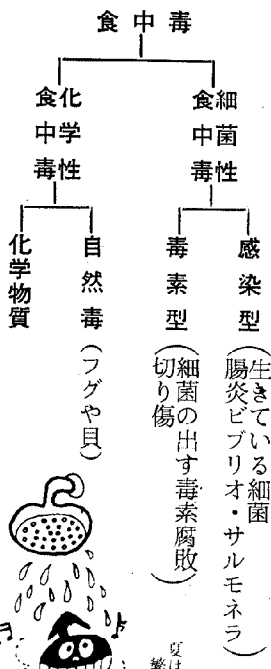 食中毒
細菌性
食中毒
化学性
食中毒
感染型(生きている細菌
腸炎ビブリオ・サルモネラ)
毒素型(細菌の出す毒素腐敗
切り傷)
自然毒(フグや貝)
化学物質
夏は
繁